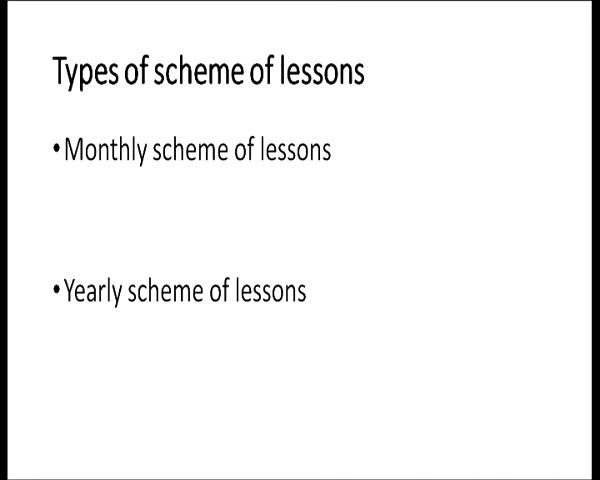 Types of scheme of lessons
•Monthly scheme of lessons
•Yearly scheme of lessons